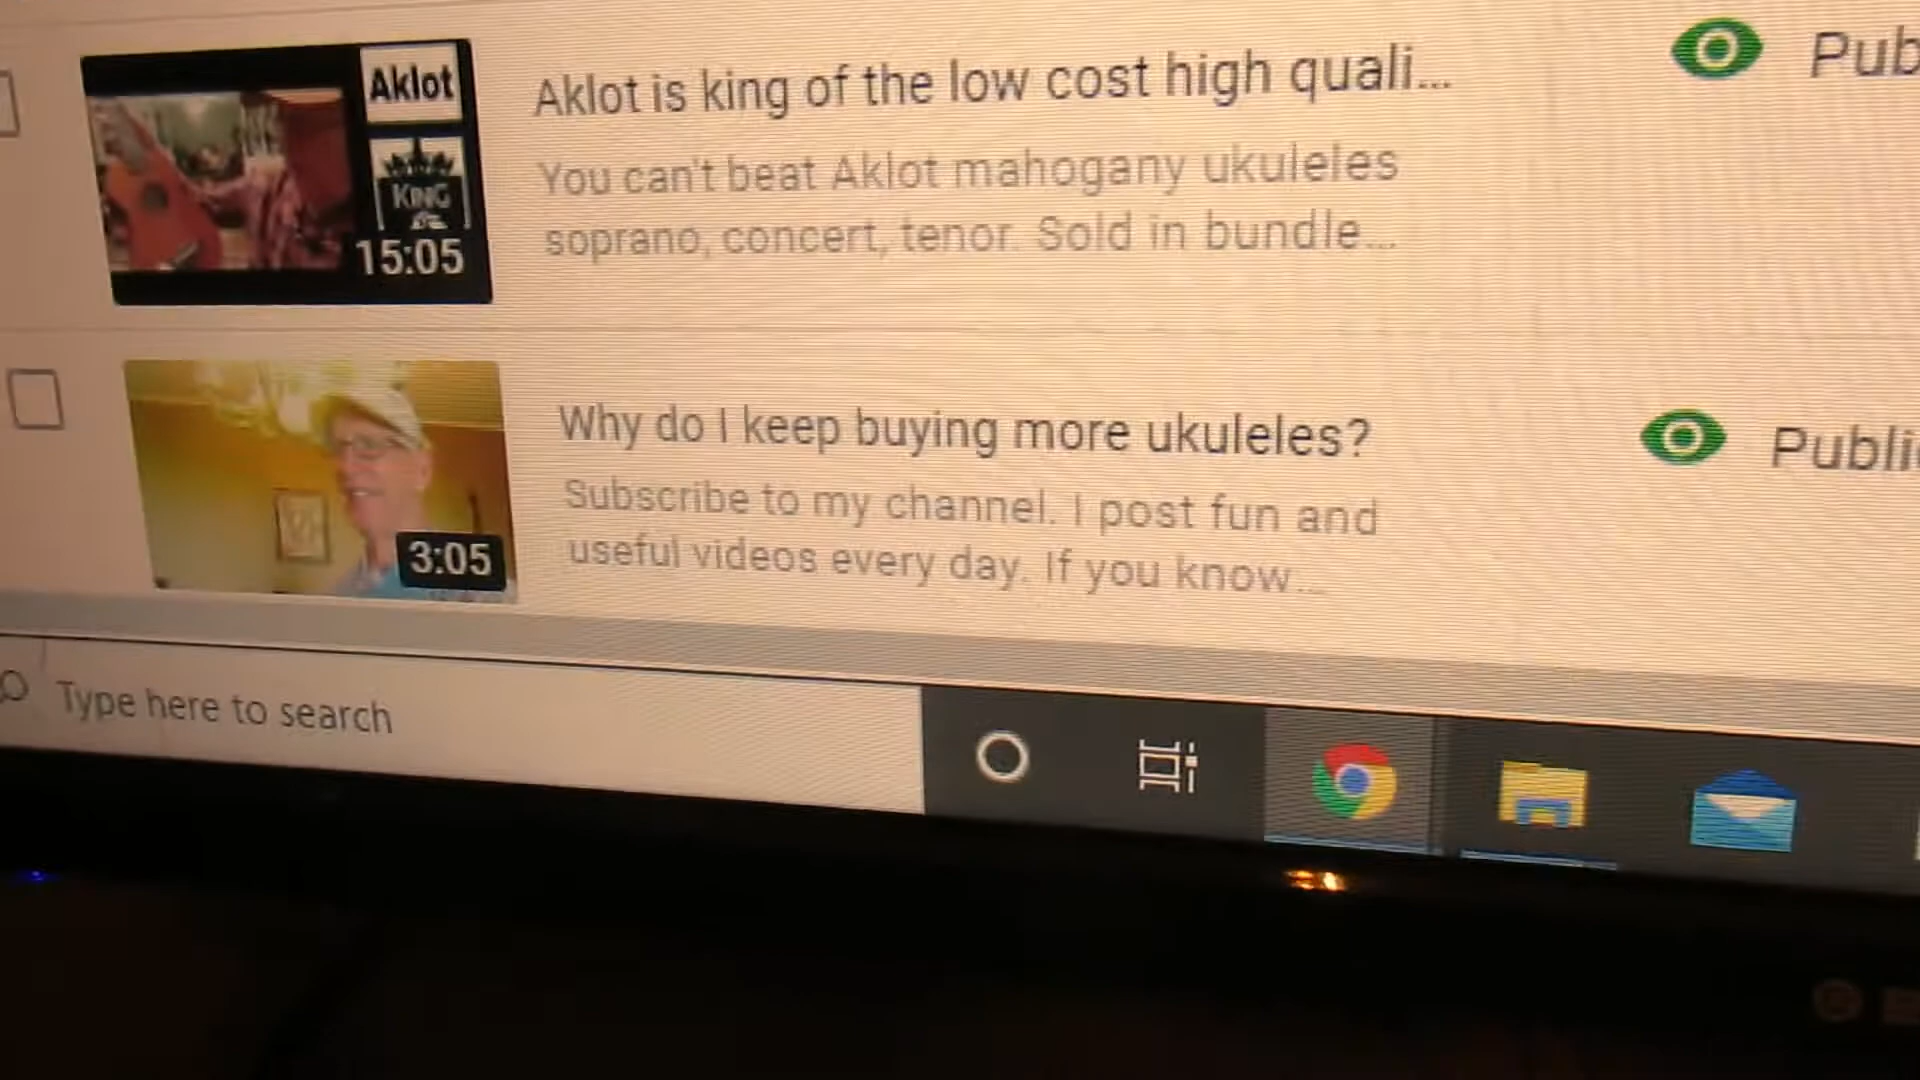 Aklot
KING
15:05
Aklot is king of the low cost high quali...
You can't beat Aklot mahogany ukuleles
soprano, concert, tenor. Sold in bundle...
Pub
3:05
Why do I keep buying more ukuleles?
Subscribe to my channel. I post fun and
useful videos every day. If you know...
Publi
Type here to search